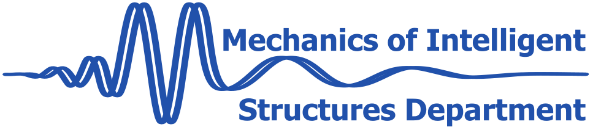 Mechanics of Intelligent
Structures Department